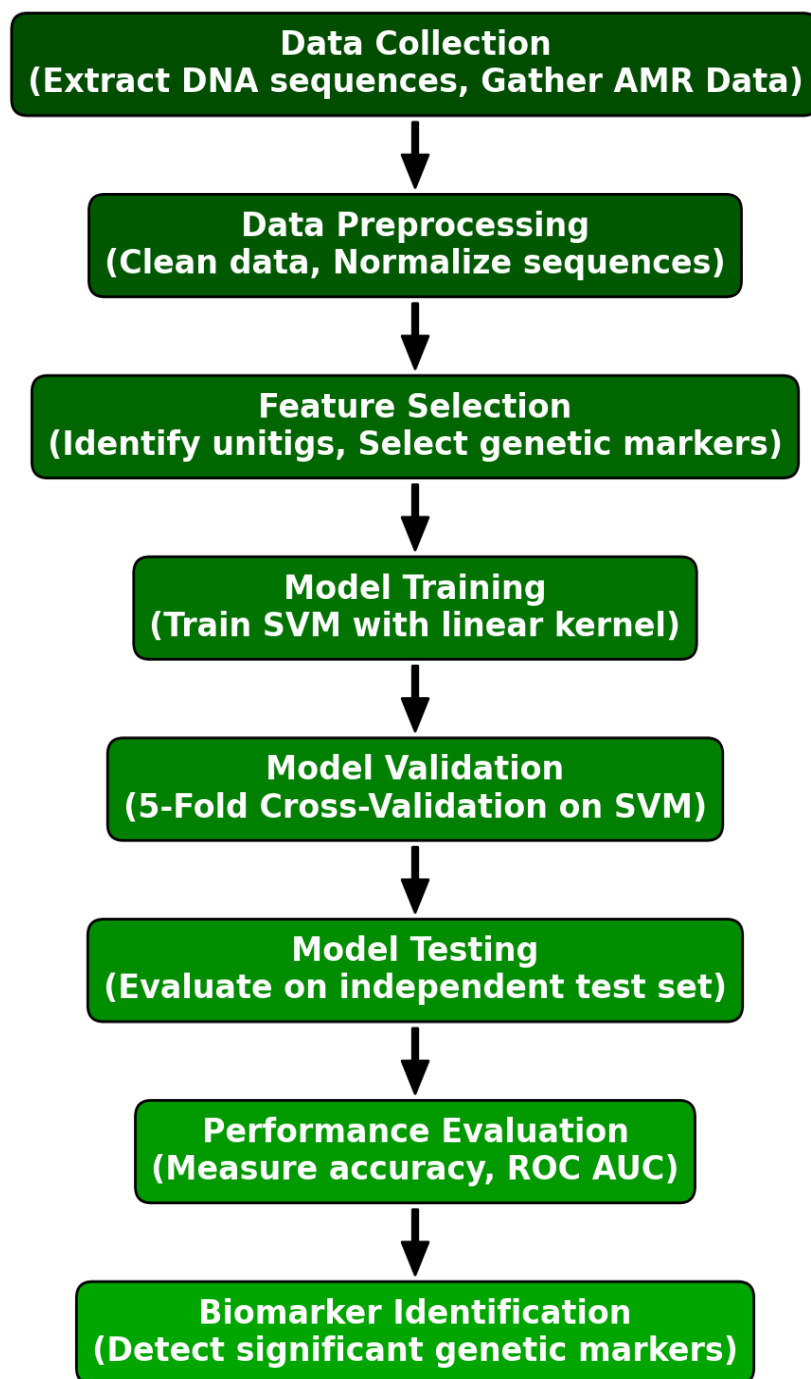 Data Collection
(Extract DNA sequences, Gather AMR Data)
Data Preprocessing
(Clean data, Normalize sequences)
Feature Selection
(Identify unitigs, Select genetic markers)
Model Training
(Train SVM with linear kernel)
Model Validation
(5-Fold Cross-Validation on SVM)
Model Testing
(Evaluate on independent test set)
Performance Evaluation
(Measure accuracy, ROC AUC)
Biomarker Identification
(Detect significant genetic markers)